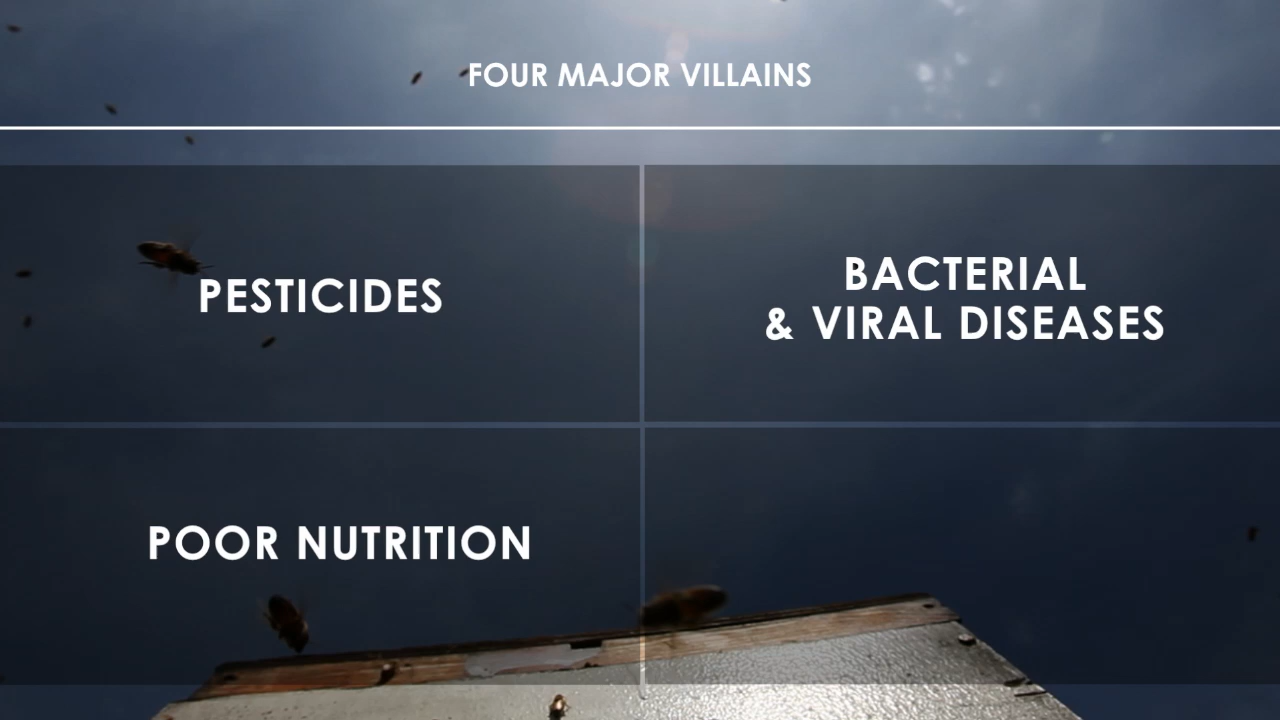 FOUR MAJOR VILLAINS
PESTICIDES
BACTERIAL
& VIRAL DISEASES
POOR NUTRITION